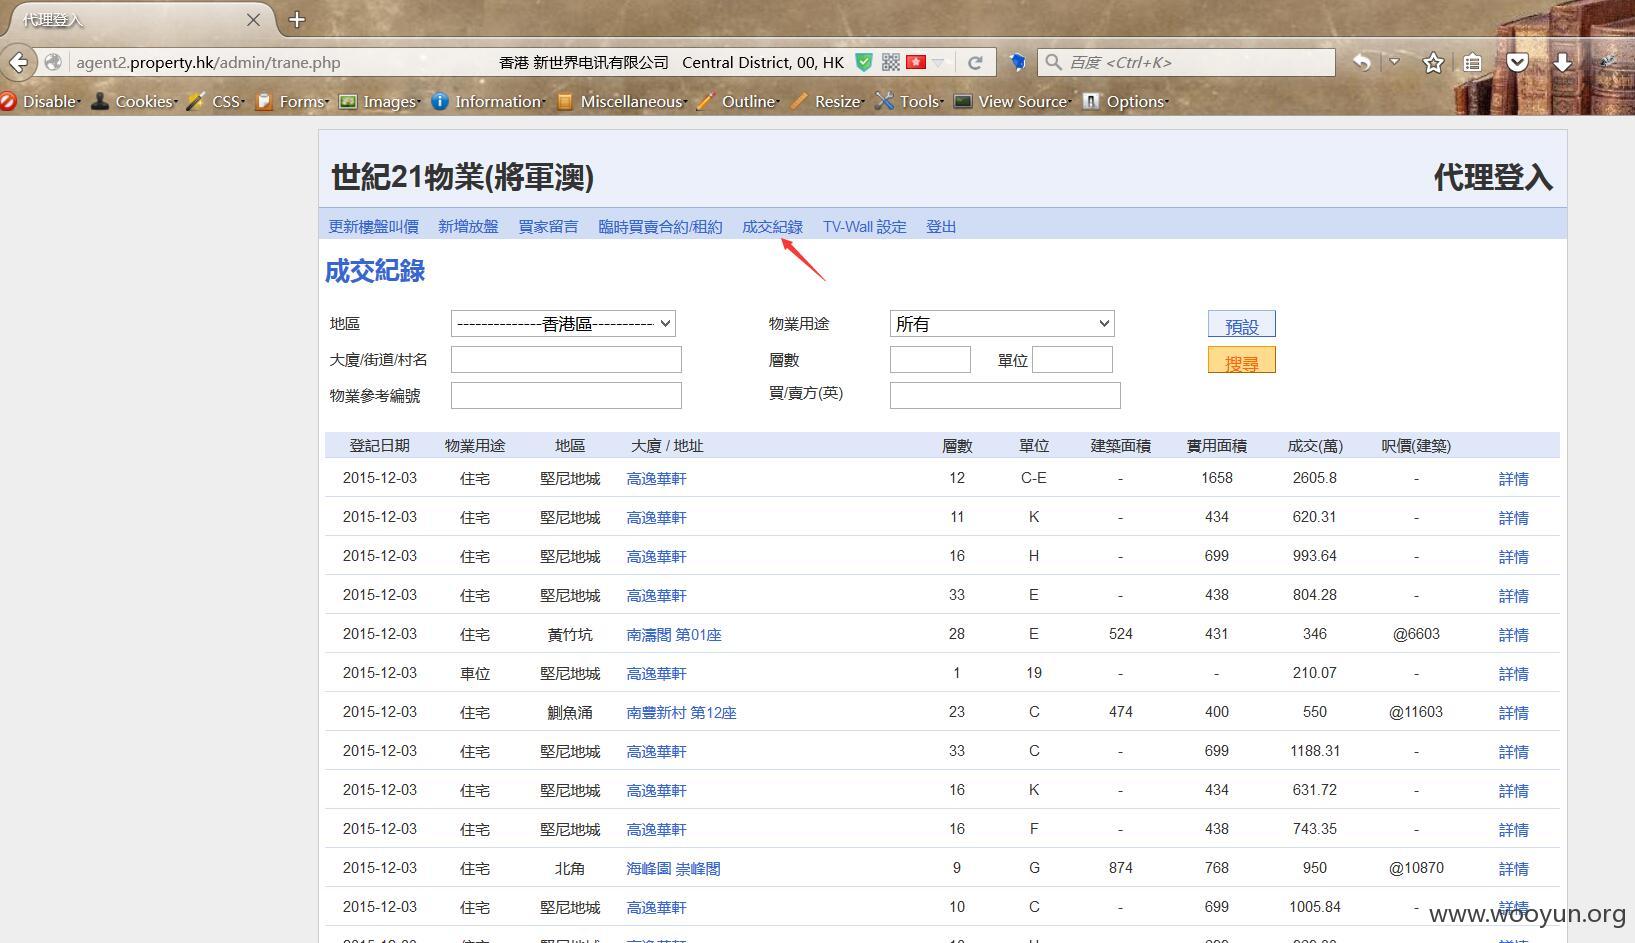 代理登入
agent2.property.hk/admin/trane.php 香港 新世界电讯有限公司 Central District, 00, HK 百度 <Ctrl+K>
Disable Cookies CSS Forms Images Information Miscellaneous Outline Resize Tools View Source Options
世紀21物業(將軍澳) 代理登入
更新樓盤叫價 新增放盤 買家留言 臨時買賣合約/租約 成交紀錄 TV-Wall 設定 登出
成交紀錄
地區 --------------香港區---------- 物業用途 所有 預設
大廈/街道/村名 層數 單位 搜尋
物業參考編號 買/賣方(英)
登記日期 物業用途 地區 大廈 / 地址 層數 單位 建築面積 實用面積 成交(萬) 呎價(建築)
2015-12-03 住宅 堅尼地城 高逸華軒 12 C-E - 1658 2605.8 - 詳情
2015-12-03 住宅 堅尼地城 高逸華軒 11 K - 434 620.31 - 詳情
2015-12-03 住宅 堅尼地城 高逸華軒 16 H - 699 993.64 - 詳情
2015-12-03 住宅 堅尼地城 高逸華軒 33 E - 438 804.28 - 詳情
2015-12-03 住宅 黃竹坑 南濤閣 第01座 28 E 524 431 346 @6603 詳情
2015-12-03 車位 堅尼地城 高逸華軒 1 19 - - 210.07 - 詳情
2015-12-03 住宅 鰂魚涌 南豐新村 第12座 23 C 474 400 550 @11603 詳情
2015-12-03 住宅 堅尼地城 高逸華軒 33 C - 699 1188.31 - 詳情
2015-12-03 住宅 堅尼地城 高逸華軒 16 K - 434 631.72 - 詳情
2015-12-03 住宅 堅尼地城 高逸華軒 16 F - 438 743.35 - 詳情
2015-12-03 住宅 北角 海峰園 崇峰閣 9 G 874 768 950 @10870 詳情
2015-12-03 住宅 堅尼地城 高逸華軒 10 C - 699 1005.84 - 詳情
www.wooyun.org